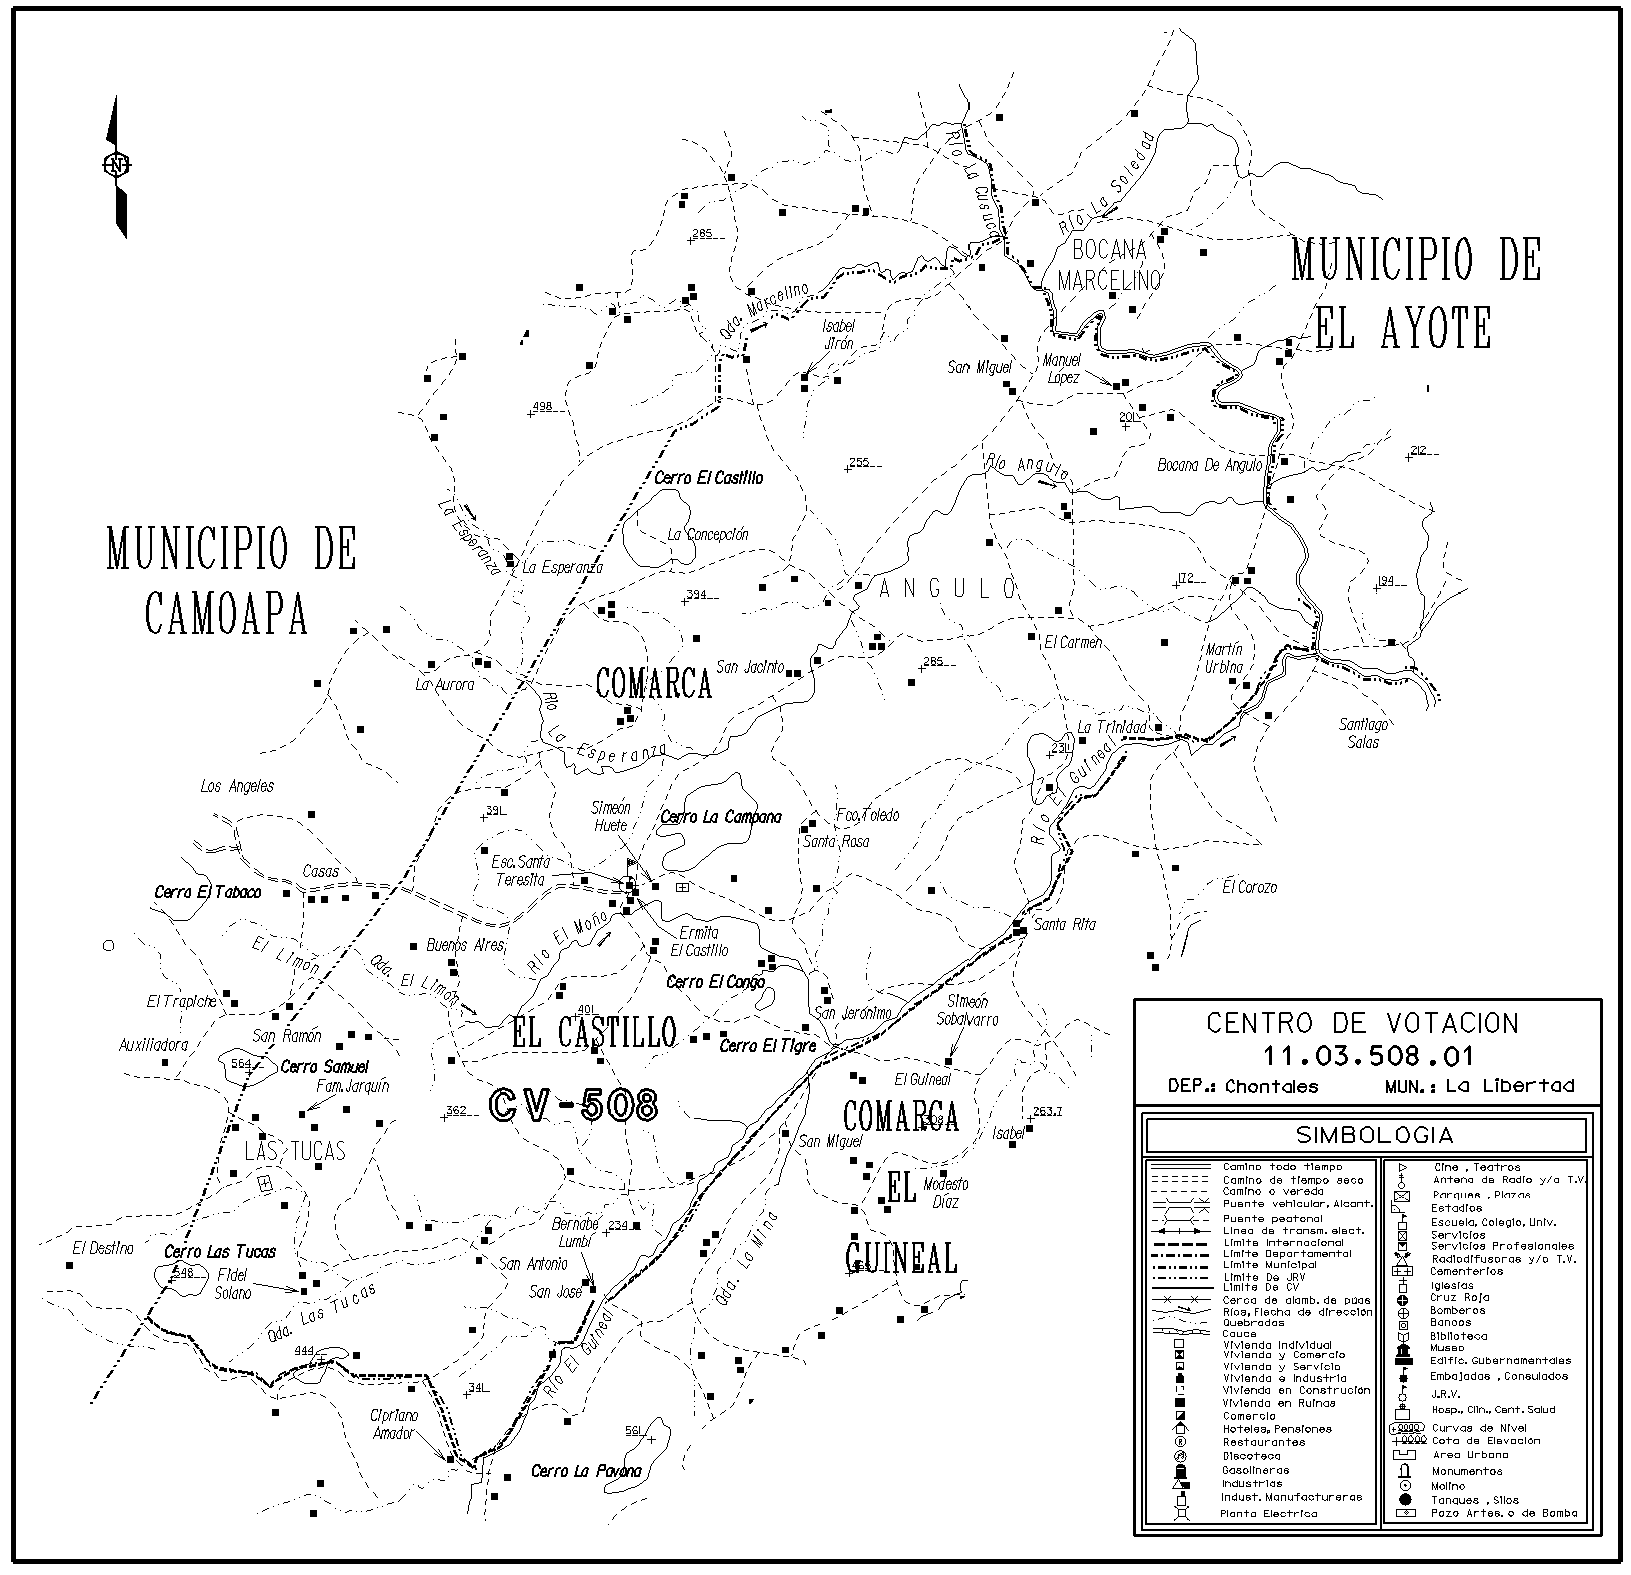 N
Río La Cusuca
Río La Soledad
BOCANA
MARCELINO
MUNICIPIO DE
EL AYOTE
285
Qda. Marcelino
Isabel
Jirón
San Miguel
Manuel
Lopez
201
498
255
212
Bocana De Angulo
Río Angulo
Cerro El Castillo
La Concepción
La Esperanza
La Esperanza
MUNICIPIO DE
CAMOAPA
394
ANGULO
172
194
El Carmen
Martín
Urbina
285
San Jacinto
COMARCA
La Aurora
Río La Esperanza
La Trinidad
Santiago
Salas
231
Río El Guineal
Los Angeles
391
Simeón
Huete
Cerro La Campana
Fco. Toledo
Santa Rosa
Esc. Santa
Teresita
Casas
Cerro El Tabaco
El Corozo
Santa Rita
Río El Moño
Ermita
El Castillo
Buenos Aires
El Limón
Qda. El Limón
Cerro El Congo
El Trapiche
401
EL CASTILLO
San Jerónimo
Simeón
Sobalvarro
San Ramón
Auxiliadora
Cerro El Tigre
564
Cerro Samuel
Fam. Jarquín
El Guineal
362
CV-508
COMARCA
263.7
Isabel
San Miguel
LAS TUCAS
EL
Modesto
Díaz
Bernabe
Lumbí
234
El Destino
Cerro Las Tucas
548
Fidel
Solano
San Antonio
San José
GUINEAL
Qda. La Mina
Qda. Las Tucas
444
Río El Guineal
341
Cipriano
Amador
561
Cerro La Pavona
CENTRO DE VOTACION
11.03.508.01
DEP.: Chontales MUN.: La Libertad
SIMBOLOGIA
Camino todo tiempo
Camino de tiempo seco
Camino o vereda
Puente vehicular, Alcant.
Puente peatonal
Linea de transm. elect.
Limite Internacional
Limite Departamental
Limite Municipal
Limite De JRV
Limite De CV
Cerca de alamb. de púas
Ríos, Flecha de dirección
Quebradas
Cauce
Vivienda Individual
Vivienda y Comercio
Vivienda y Servicio
Vivienda e Industria
Vivienda en Construción
Vivienda en Ruinas
Comercio
Hoteles, Pensiones
Restaurantes
Discoteca
Gasolineras
Industrias
Indust. Manufactureras
Planta Electrica
Cine , Teatros
Antena de Radio y/o T.V.
Parques , Plazas
Estadios
Escuela, Colegio, Univ.
Servicios
Servicios Profesionales
Radiodifusoras y/o T.V.
Cementerios
Iglesias
Cruz Roja
Bomberos
Bancos
Biblioteca
Museo
Edific. Gubernamentales
Embajadas , Consulados
J.R.V.
Hosp., Clin., Cent. Salud
Curvas de Nivel
Cota de Elevación
Area Urbana
Monumentos
Molino
Tanques , Silos
Pozo Artes. o de Bomba